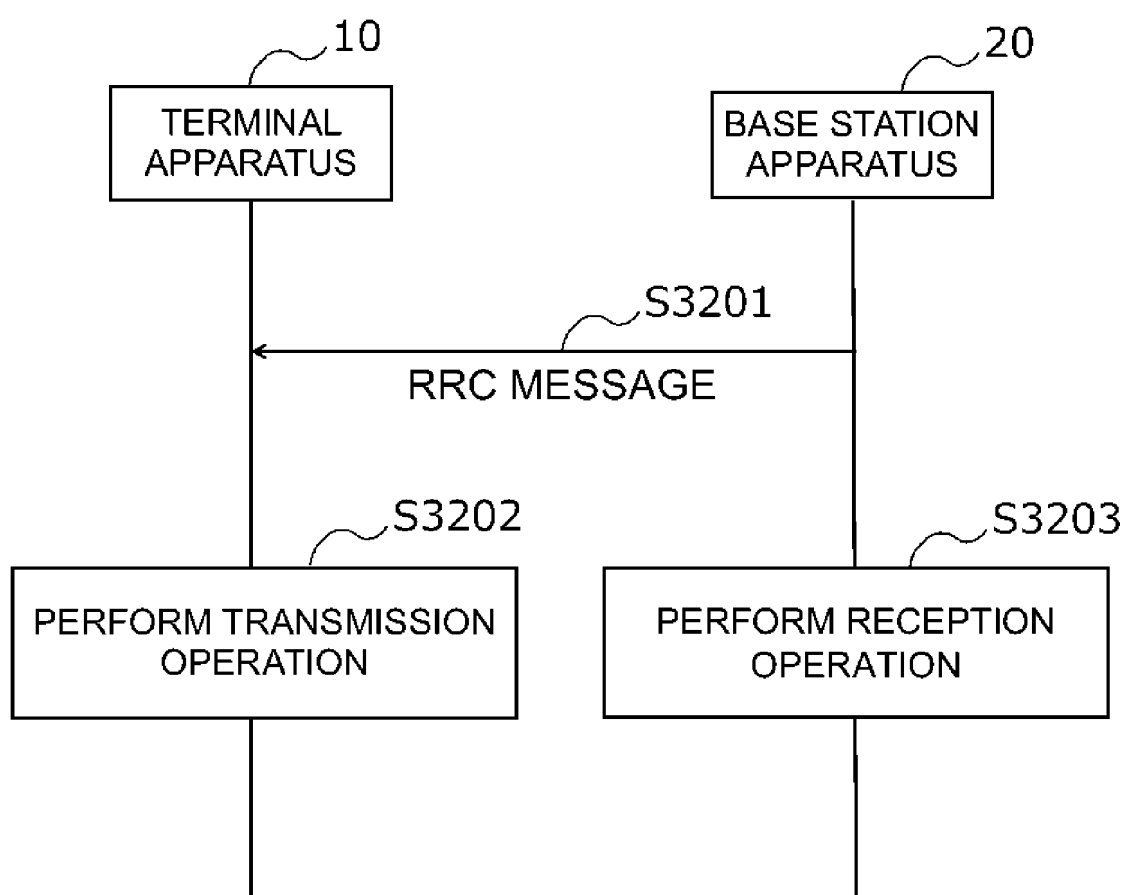 10
20
TERMINAL
APPARATUS
BASE STATION
APPARATUS
S3201
RRC MESSAGE
S3202
S3203
PERFORM TRANSMISSION
OPERATION
PERFORM RECEPTION
OPERATION